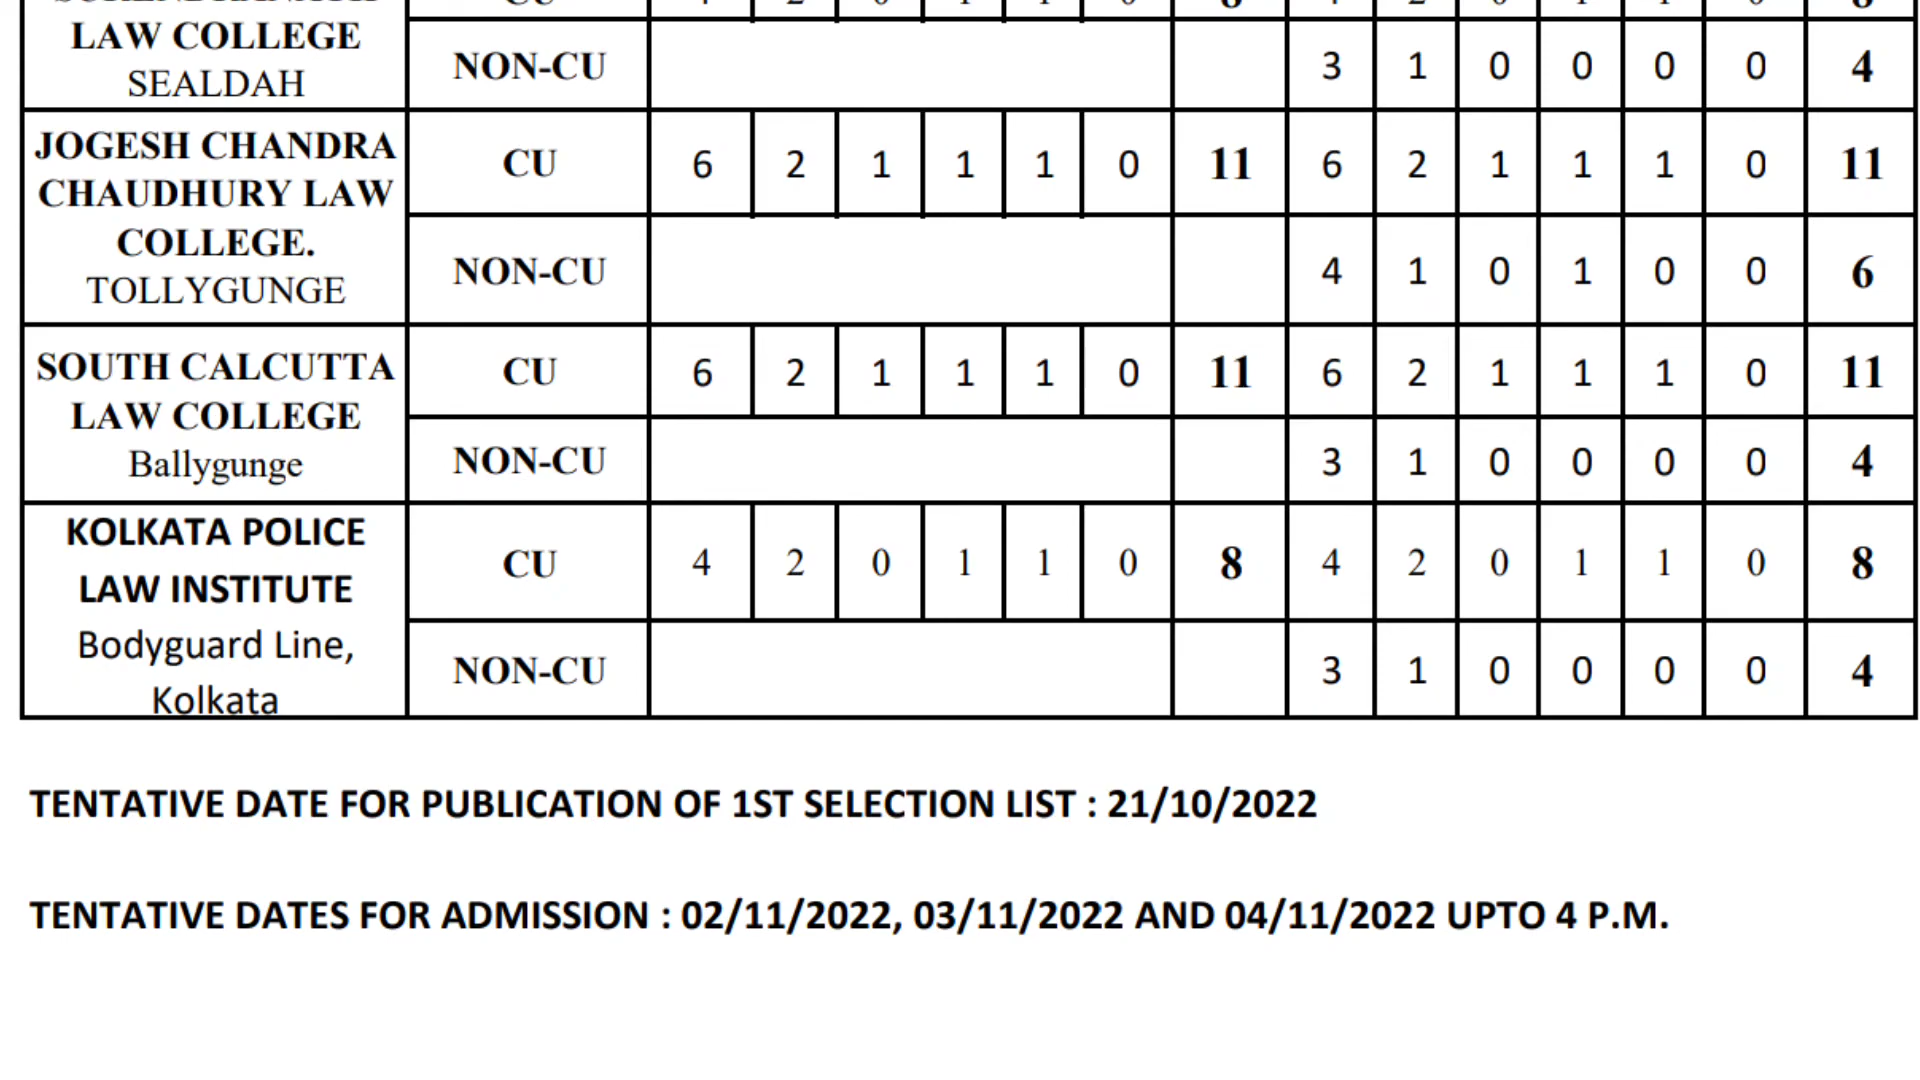 LAW COLLEGE
SEALDAH
NON-CU 3 1 0 0 0 0 4
JOGESH CHANDRA
CHAUDHURY LAW
COLLEGE.
TOLLYGUNGE
CU 6 2 1 1 1 0 11 6 2 1 1 1 0 11
NON-CU 4 1 0 1 0 0 6
SOUTH CALCUTTA
LAW COLLEGE
Ballygunge
CU 6 2 1 1 1 0 11 6 2 1 1 1 0 11
NON-CU 3 1 0 0 0 0 4
KOLKATA POLICE
LAW INSTITUTE
Bodyguard Line,
Kolkata
CU 4 2 0 1 1 0 8 4 2 0 1 1 0 8
NON-CU 3 1 0 0 0 0 4
TENTATIVE DATE FOR PUBLICATION OF 1ST SELECTION LIST : 21/10/2022
TENTATIVE DATES FOR ADMISSION : 02/11/2022, 03/11/2022 AND 04/11/2022 UPTO 4 P.M.